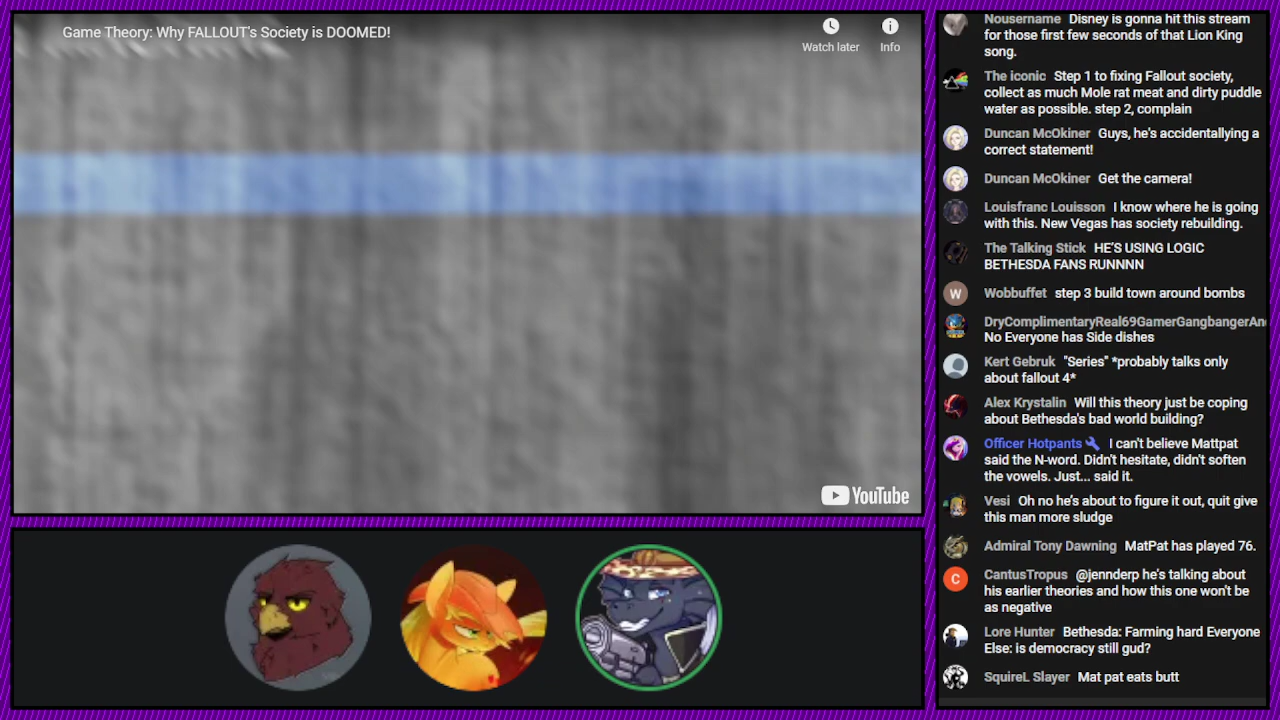 Game Theory: Why FALLOUT's Society is DOOMED!
Watch later
Info
YouTube
Nousername Disney is gonna hit this stream
for those first few seconds of that Lion King
song.
The iconic Step 1 to fixing Fallout society,
collect as much Mole rat meat and dirty puddle
water as possible. step 2, complain
Duncan McOkiner Guys, he's accidentallying a
correct statement!
Duncan McOkiner Get the camera!
Louisfranc Louisson I know where he is going
with this. New Vegas has society rebuilding.
The Talking Stick HE'S USING LOGIC
BETHESDA FANS RUNNNN
W
Wobbuffet step 3 build town around bombs
DryComplimentaryReal69GamerGangbangerAn
No Everyone has Side dishes
Kert Gebruk "Series" *probably talks only
about fallout 4*
Alex Krystalin Will this theory just be coping
about Bethesda's bad world building?
Officer Hotpants I can't believe Mattpat
said the N-word. Didn't hesitate, didn't soften
the vowels. Just... said it.
Vesi Oh no he's about to figure it out, quit give
this man more sludge
Admiral Tony Dawning MatPat has played 76.
C
CantusTropus @jennderp he's talking about
his earlier theories and how this one won't be
as negative
Lore Hunter Bethesda: Farming hard Everyone
Else: is democracy still gud?
SquireL Slayer Mat pat eats butt